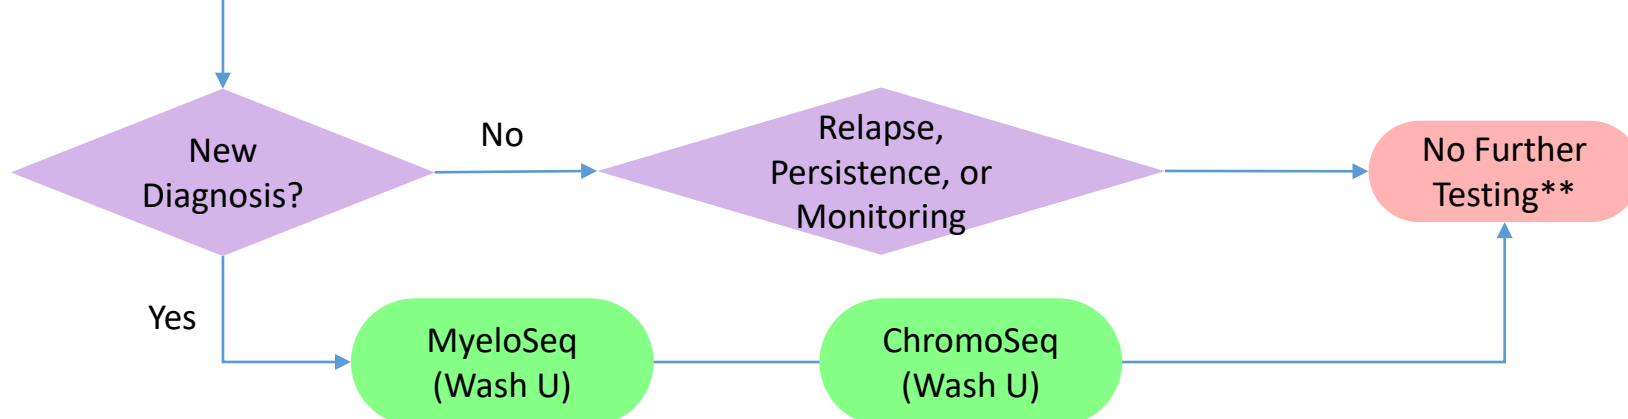 New
Diagnosis?
No
Relapse,
Persistence, or
Monitoring
No Further
Testing**
Yes
MyeloSeq
(Wash U)
ChromoSeq
(Wash U)